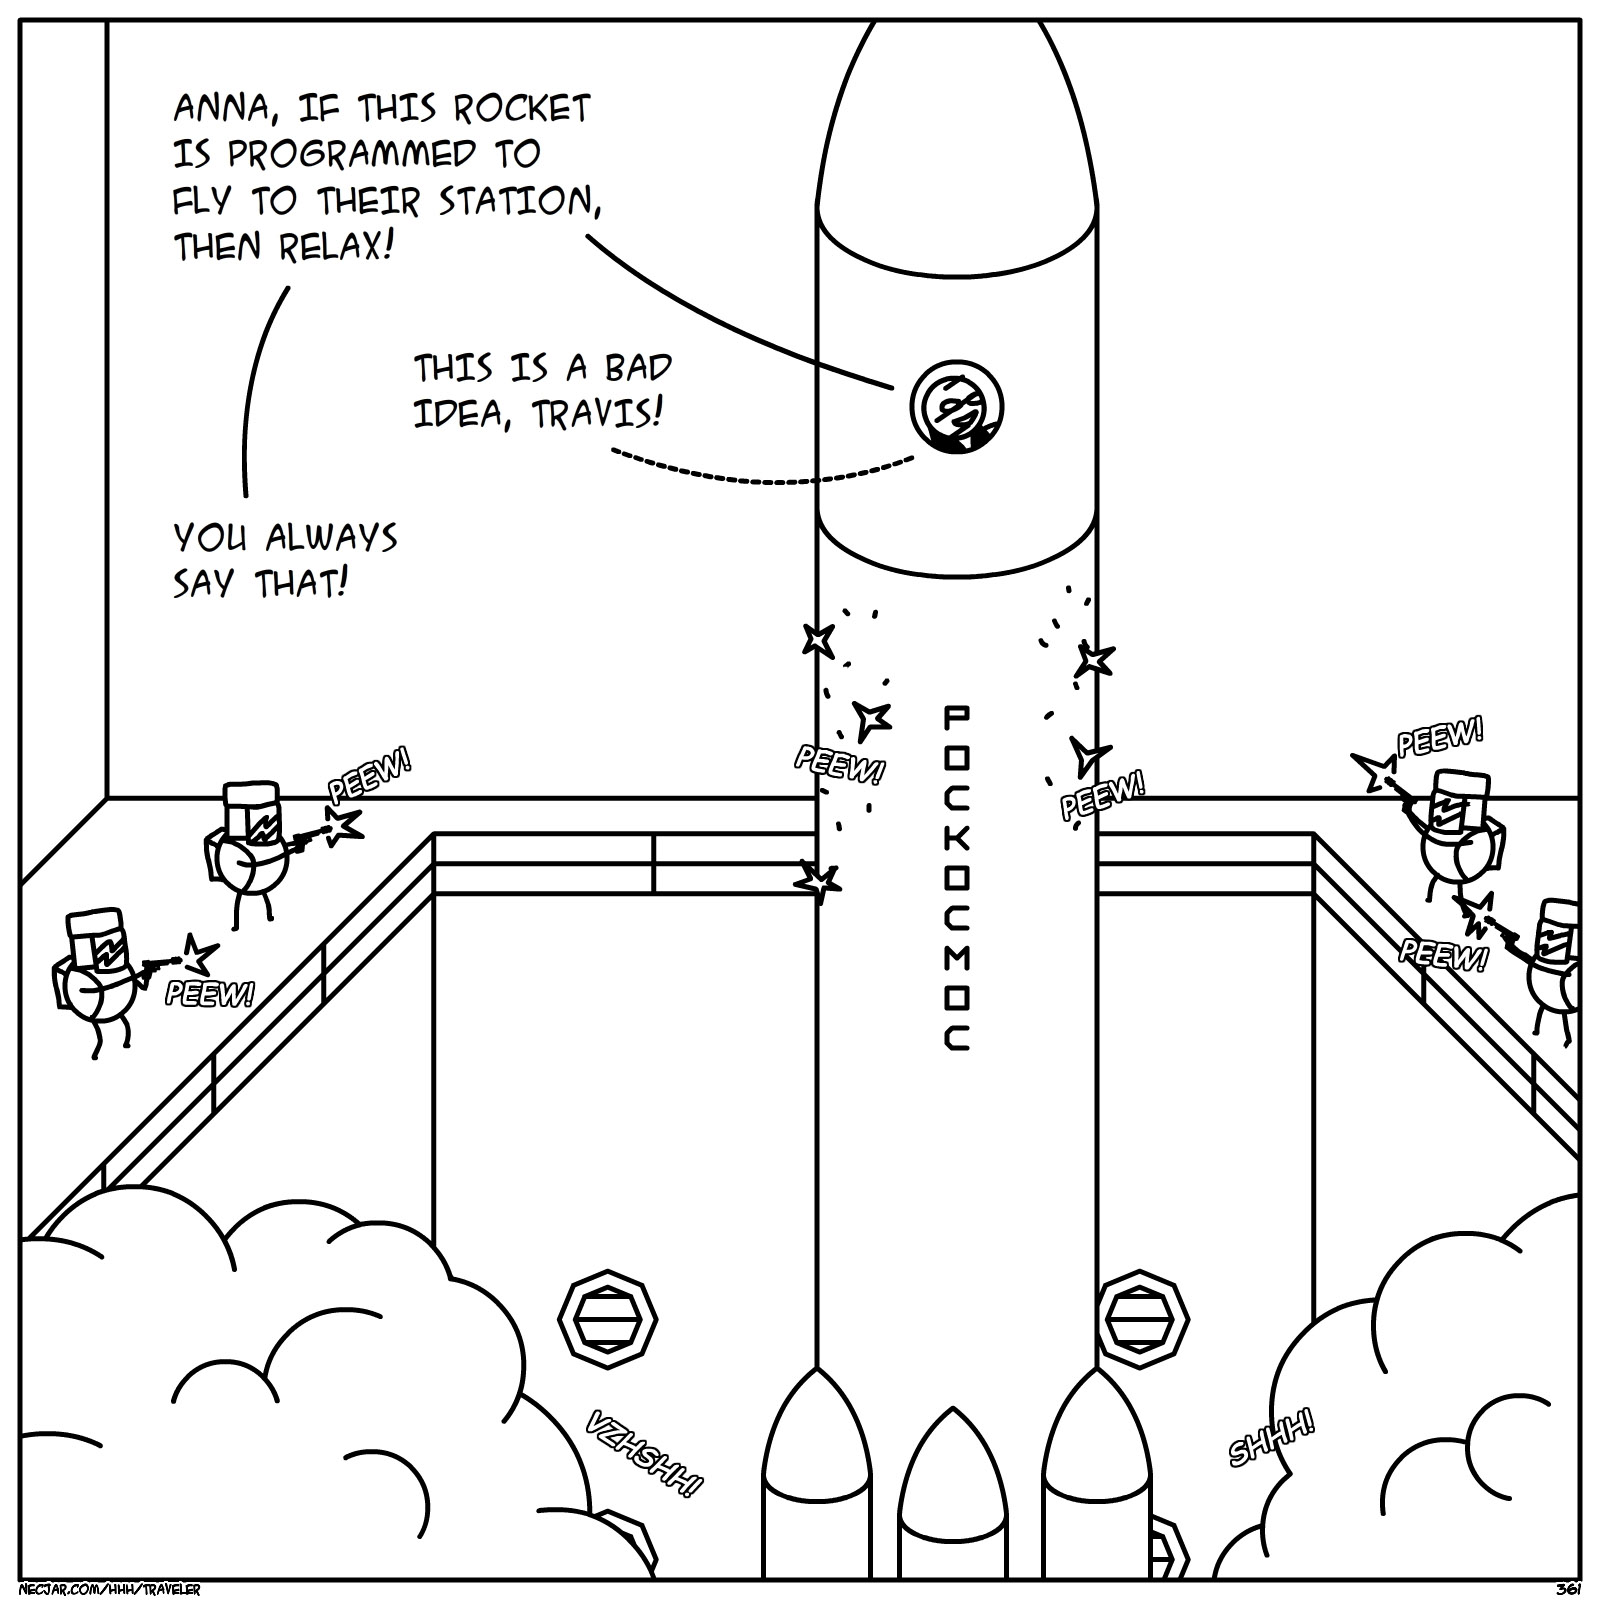 ANNA, IF THIS ROCKET
IS PROGRAMMED TO
FLY TO THEIR STATION,
THEN RELAX!
THIS IS A BAD
IDEA, TRAVIS!
YOU ALWAYS
SAY THAT!
PEEW!
PEEW!
PEEW!
PEEW!
PEEW!
PEEW!
РОСКОСМОС
VZHSHH!
SHHH!
NECJAR.COM/HHH/TRAVELER
361